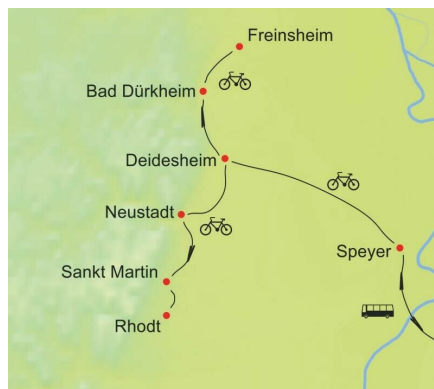 Freinsheim
Bad Dürkheim
Deidesheim
Neustadt
Speyer
Sankt Martin
Rhodt